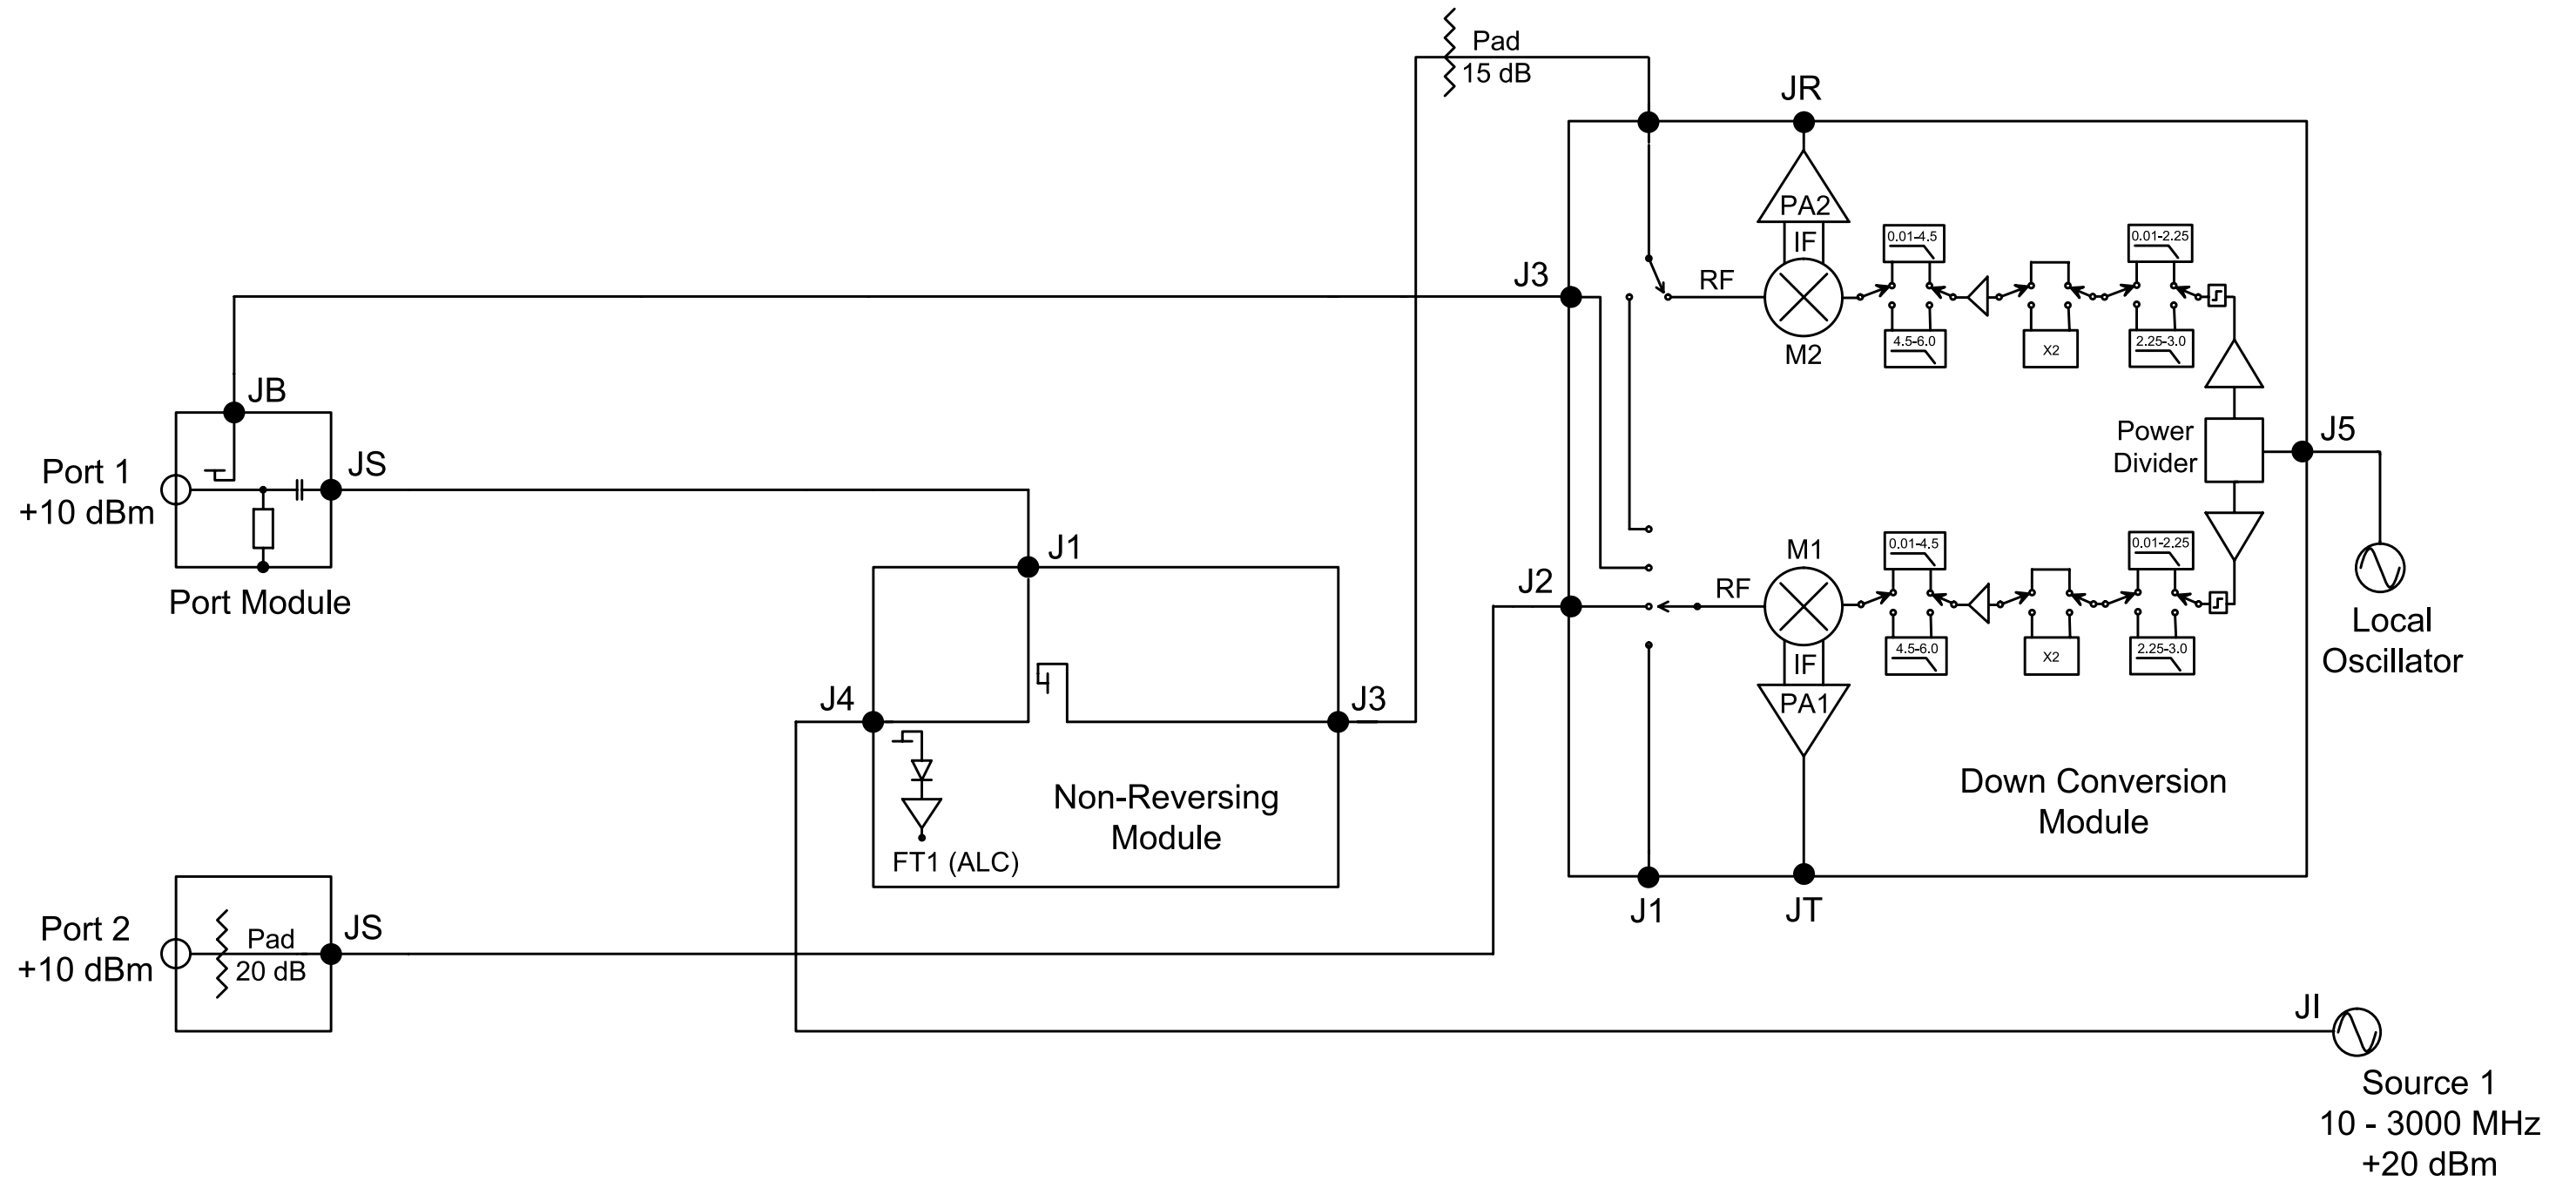 Pad
15 dB
JR
PA2
IF
0.01-4.5
0.01-2.25
J3
RF
M2
4.5-6.0
X2
2.25-3.0
JB
Port 1
+10 dBm
JS
Port Module
Power
Divider
J5
J1
J2
M1
RF
0.01-4.5
0.01-2.25
IF
4.5-6.0
X2
2.25-3.0
Local
Oscillator
PA1
J4
J3
Non-Reversing
Module
FT1 (ALC)
Down Conversion
Module
J1
JT
Port 2
+10 dBm
Pad
20 dB
JS
JI
Source 1
10 - 3000 MHz
+20 dBm